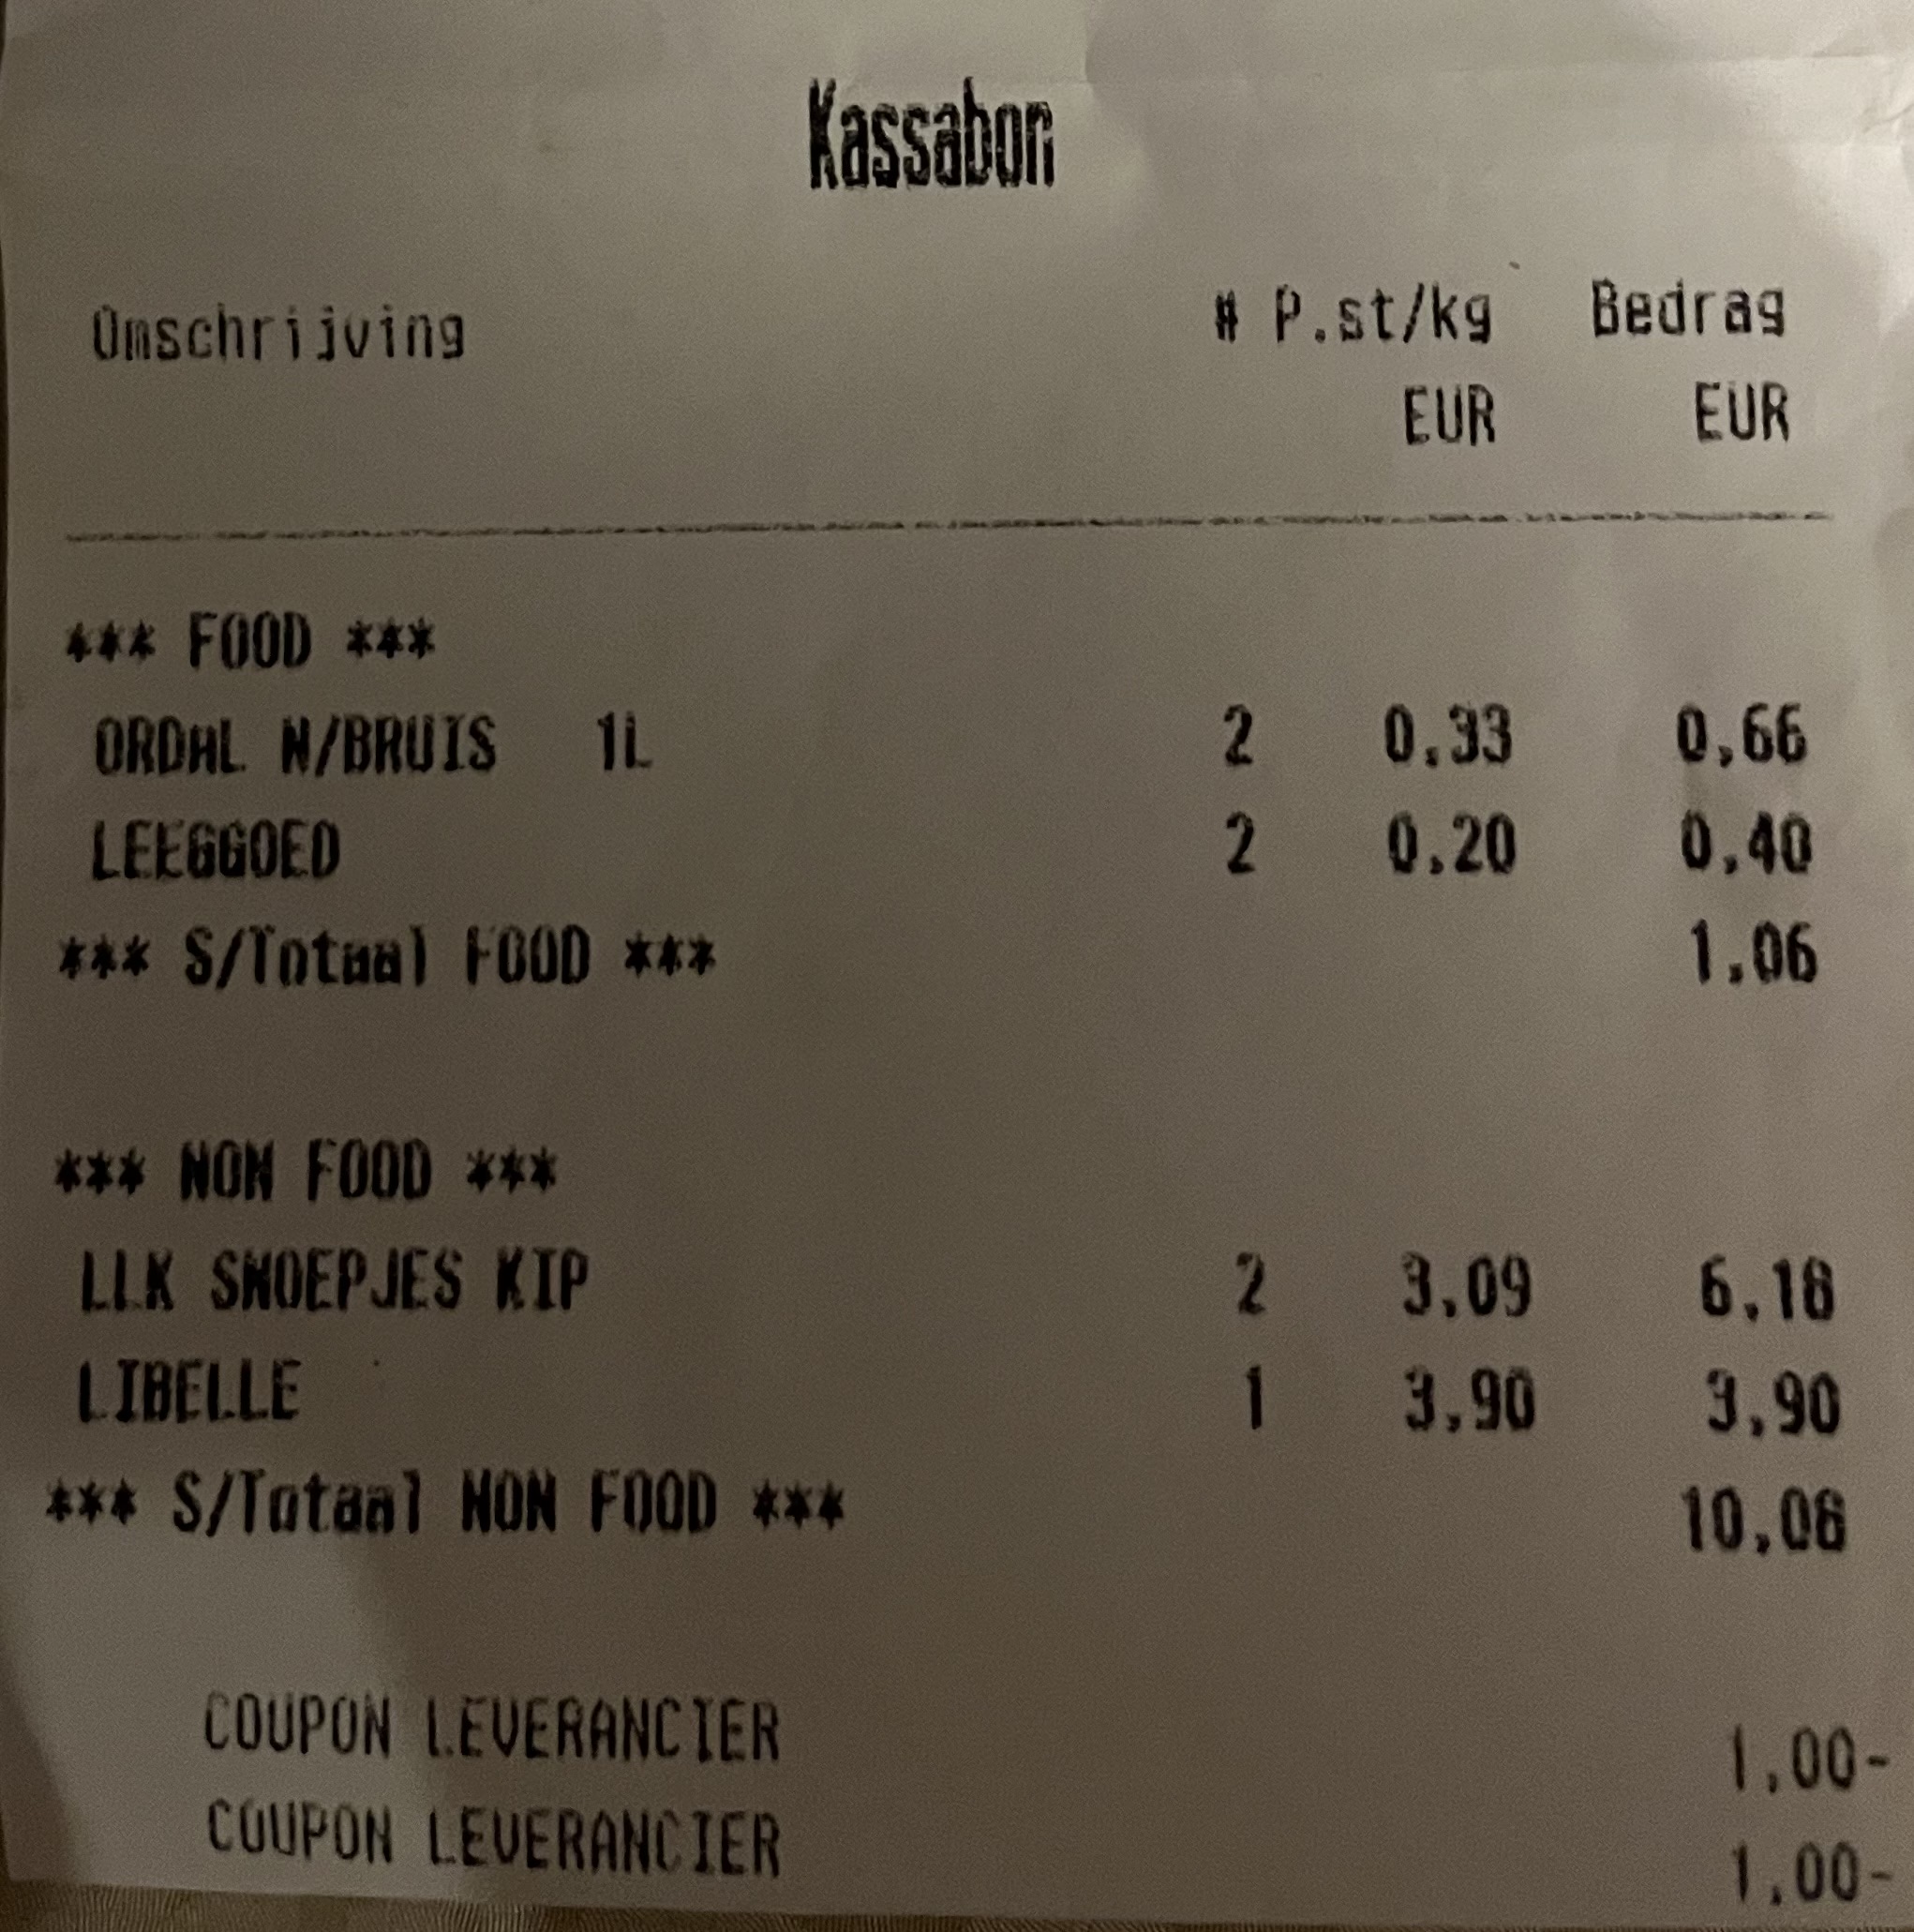 Kassabon
Omschrijving # P.st/kg Bedrag
EUR EUR
*** FOOD ***
ORDAL N/BRUIS 1L 2 0.33 0.66
LEEGGOED 2 0.20 0.40
*** S/Totaal FOOD *** 1.06
*** NON FOOD ***
LLK SNOEPJES KIP 2 3.09 6.18
LIBELLE 1 3.90 3.90
*** S/Totaal NON FOOD *** 10.08
COUPON LEVERANCIER 1.00-
COUPON LEVERANCIER 1.00-